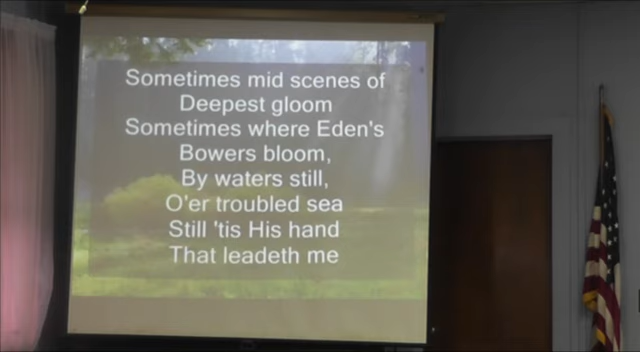 Sometimes mid scenes of
Deepest gloom
Sometimes where Eden's
Bowers bloom,
By waters still,
O'er troubled sea
Still 'tis His hand
That leadeth me